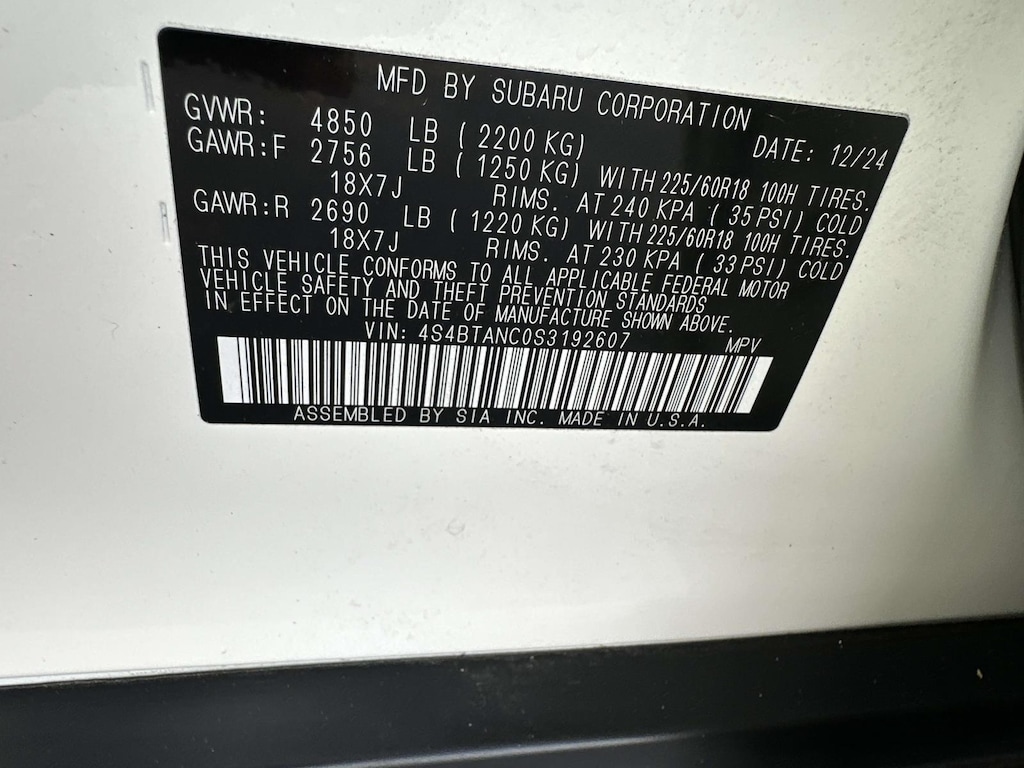 MFD BY SUBARU CORPORATION
GVWR: 4850 LB (2200 KG) DATE: 12/24
GAWR:F 2756 LB (1250 KG) WITH 225/60R18 100H TIRES.
18X7J RIMS. AT 240 KPA (35 PSI) COLD
GAWR:R 2690 LB (1220 KG) WITH 225/60R18 100H TIRES.
18X7J RIMS. AT 230 KPA (33 PSI) COLD
THIS VEHICLE CONFORMS TO ALL APPLICABLE FEDERAL MOTOR
VEHICLE SAFETY AND THEFT PREVENTION STANDARDS
IN EFFECT ON THE DATE OF MANUFACTURE SHOWN ABOVE.
VIN: 4S4BTANC0S3192607 MPV
ASSEMBLED BY SIA INC. MADE IN U.S.A.